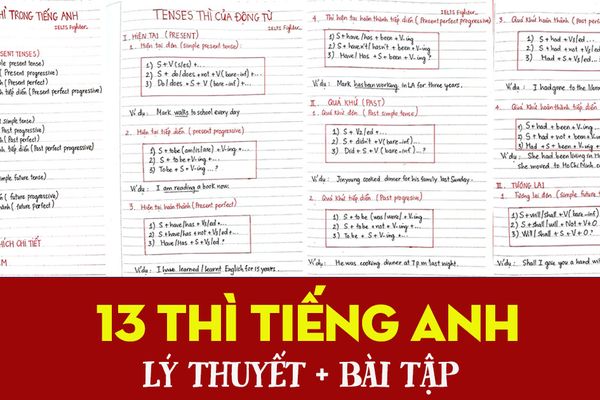 THÌ TRONG TIẾNG ANH
IELTS Fighter
SENT TENSES)
simple present tense)
(Present progressive)
(Present perfect)
tiếp diễn (Present perfect
simple past tense)
Past progressive)
(Past perfect)
tiếp diễn (Past perfect
simple future tense)
(future progressive)
(future perfect)
THÍCH CHI TIẾT
TENSES THÌ CỦA ĐỘNG TỪ
IELTS Fighter
I. HIỆN TẠI (PRESENT)
1. Hiện tại đơn (simple present tense):
1) S + V(s/es) +...
2) S + do/does + not + V(bare-inf) +...
3) Do/Does + S + V(bare-inf)...?
Ví dụ: Mark walks to school every day
2. Hiện tại tiếp diễn (present progressive)
1) S + to be (am/is/are) + V-ing +...
2) S + to be + V-ing +...
3) To be + S + V-ing...?
Ví dụ: I am reading a book now.
3. Hiện tại hoàn thành (Present perfect)
1) S + have/has + V3/ed +...
2) S + have/has + not + V3/ed +...
3) Have/Has + S + V3/ed?
Ví dụ: I have learned / learnt English for 15 years.
4. Thì hiện tại hoàn thành tiếp diễn (Present perfect progressive)
1) S + have/has + been + V-ing
2) S + haven't/hasn't + been + V-ing
3) Have/Has + S + been + V-ing?
Ví dụ: Mark has been working in LA for three years.
II. QUÁ KHỨ (PAST)
1. Quá khứ đơn (Past simple tense)
1) S + V2/ed +...
2) S + didn't + V(bare-inf)...
3) Did + S + V(bare-inf)...?
Ví dụ: Jinyoung cooked dinner for his family last Sunday.
2. Quá khứ tiếp diễn (Past progressive)
1) S + to be (was/were) + V-ing
2) S + to be + not + V-ing +...
3) To be + S + V-ing...?
Ví dụ: He was cooking dinner at 7 p.m last night.
3. Quá khứ hoàn thành (Past perfect)
1) S + had + V3/ed...
2) S + had + not + V3/ed...
3) Had + S + V3/ed...?
Ví dụ: I had gone to the
4. Quá khứ hoàn thành tiếp diễn (Past
1) S + had + been + V-ing
2) S + had + not + been + V-ing
3) Had + S + been + V-ing?
Ví dụ: She had been living in
she moved to Ho Chi Minh
III. TƯƠNG LAI
1. Tương lai đơn (Simple future
1) S + will/shall + V(bare-inf)
2) S + shall/will + Not + V + O
3) Will/Shall + S + V + O?
Ví dụ: Shall I give you a hand
13 THÌ TIẾNG ANH
LÝ THUYẾT + BÀI TẬP